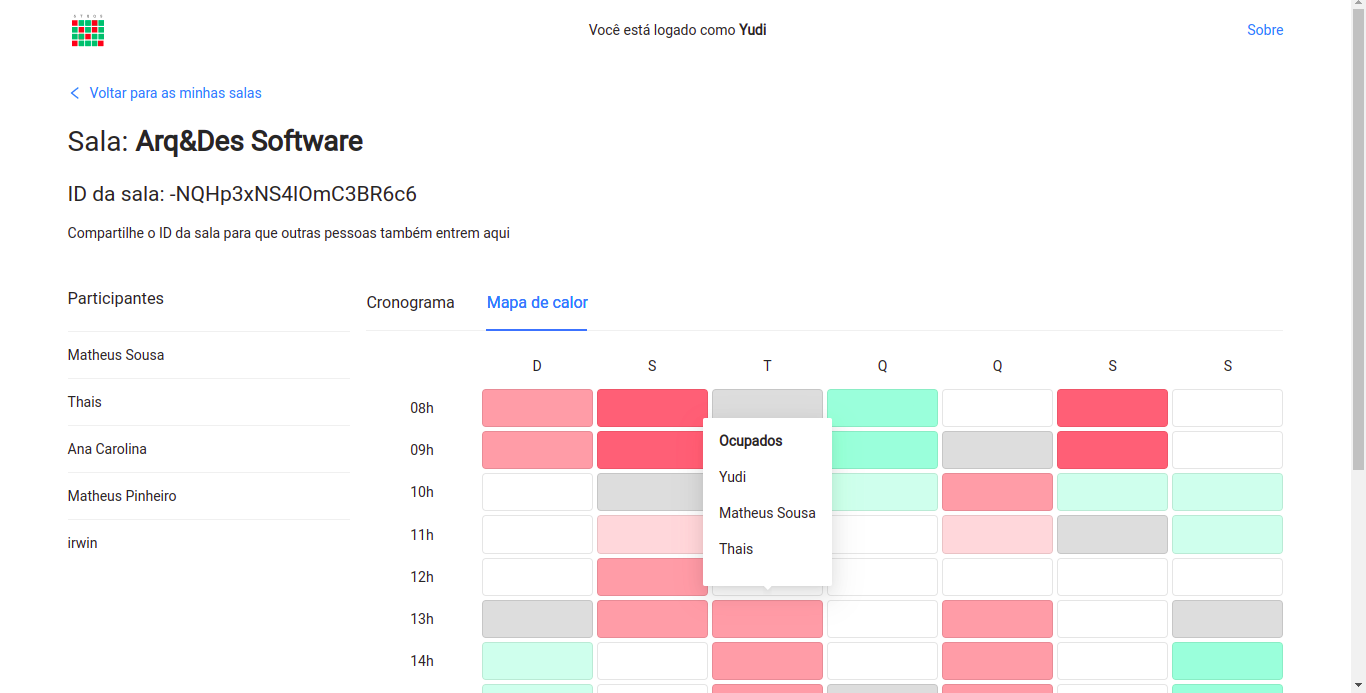 S Y R O S
Você está logado como Yudi
Sobre
Voltar para as minhas salas
Sala: Arq&Des Software
ID da sala: -NQHp3xNS4IOmC3BR6c6
Compartilhe o ID da sala para que outras pessoas também entrem aqui
Participantes
Cronograma
Mapa de calor
Matheus Sousa
Thais
Ana Carolina
Matheus Pinheiro
irwin
D S T Q Q S S
08h
09h
10h
11h
12h
13h
14h
Ocupados
Yudi
Matheus Sousa
Thais